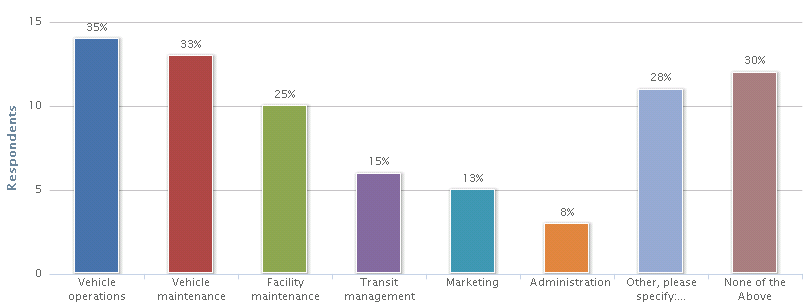 15
10
5
0
Respondents
35%
33%
25%
15%
13%
8%
28%
30%
Vehicle
operations
Vehicle
maintenance
Facility
maintenance
Transit
management
Marketing
Administration
Other, please
specify:...
None of the
Above